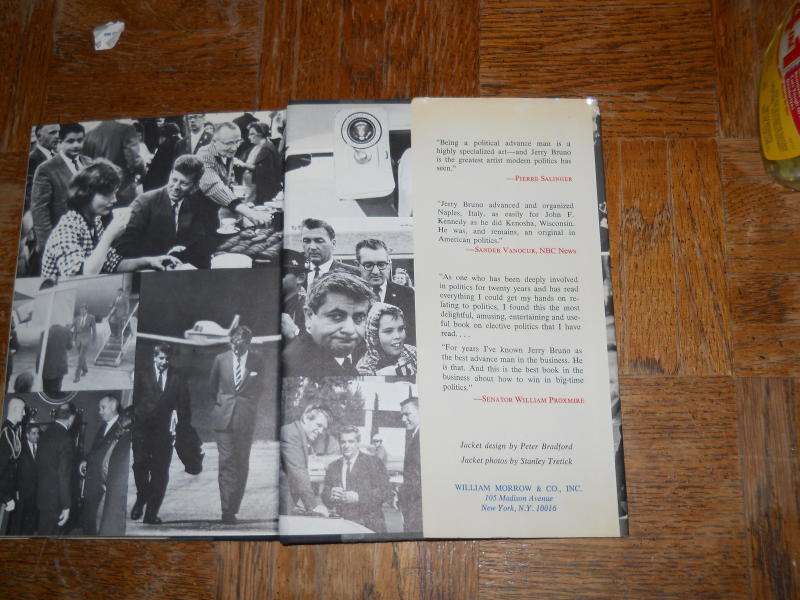 "Being a political advance man is a
highly specialized art—and Jerry Bruno
is the greatest artist modern politics has
seen."
—PIERRE SALINGER
"Jerry Bruno advanced and organized
Naples, Italy, as easily for John F.
Kennedy as he did Kenosha, Wisconsin.
He was, and remains, an original in
American politics."
—SANDER VANOCUR, NBC NEWS
"As one who has been deeply involved
in politics for twenty years and has read
everything I could get my hands on re-
lating to politics, I found this the most
delightful, amusing, entertaining and use-
ful book on elective politics that I have
read. . . .
"For years I've known Jerry Bruno as
the best advance man in the business. He
is that. And this is the best book in the
business about how to win in big-time
politics."
—SENATOR WILLIAM PROXMIRE
Jacket design by Peter Bradford
Jacket photos by Stanley Tretick
WILLIAM MORROW & CO., INC.
105 Madison Avenue
New York, N.Y. 10016